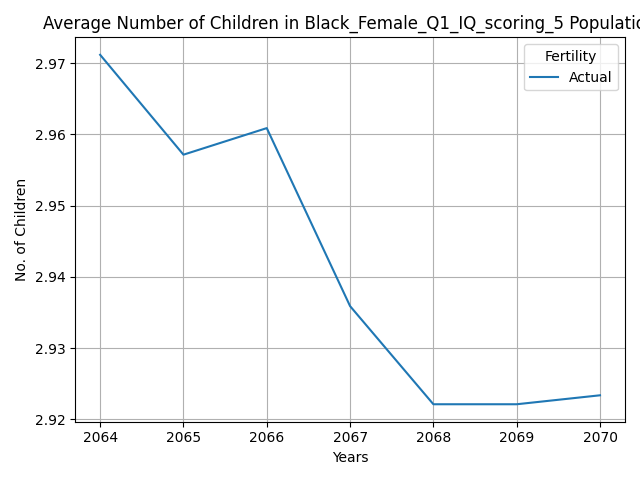 Average Number of Children in Black_Female_Q1_IQ_scoring_5 Populatio
Fertility
Actual
No. of Children
2.97
2.96
2.95
2.94
2.93
2.92
2064 2065 2066 2067 2068 2069 2070
Years